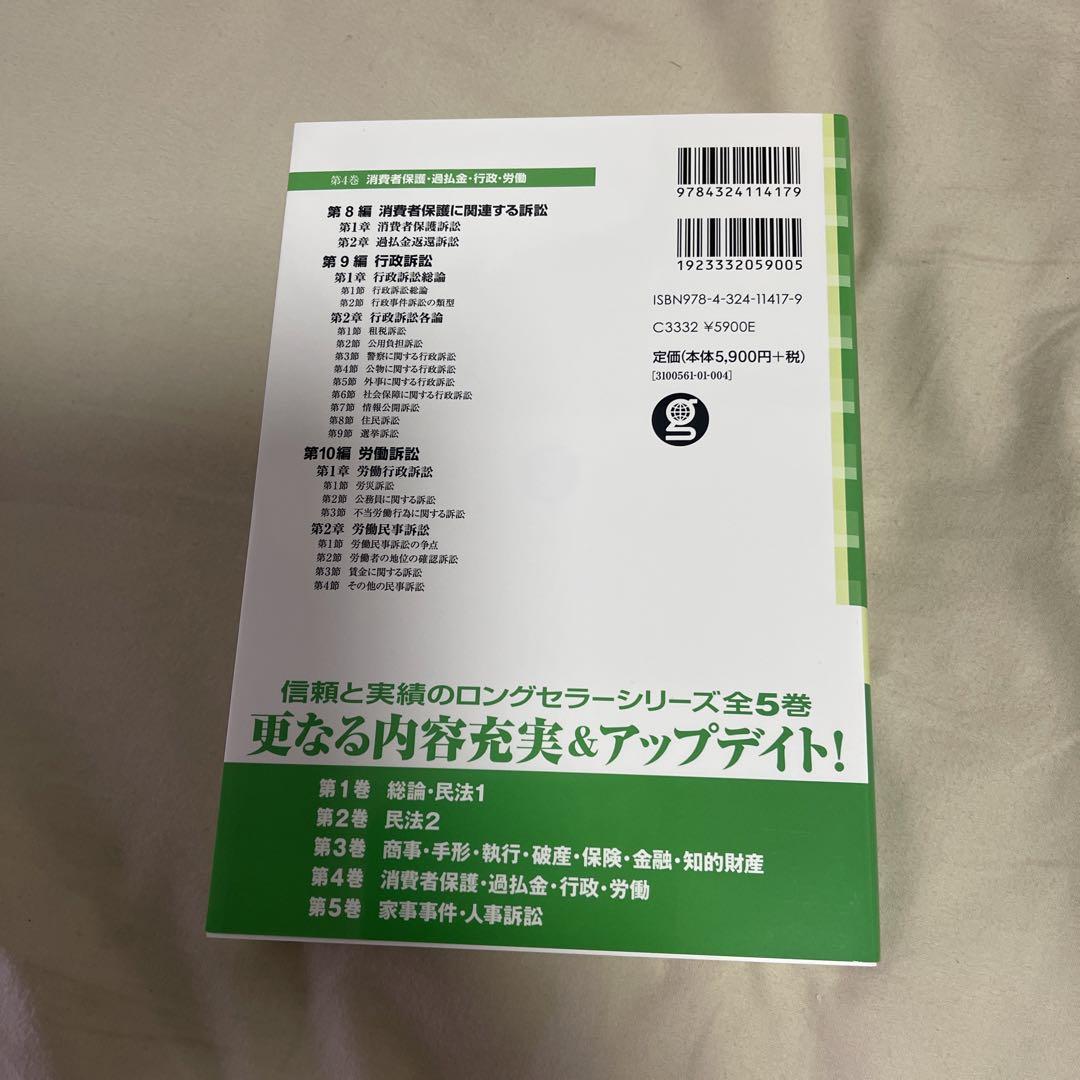 第4巻 消費者保護・過払金・行政・労働
第8編 消費者保護に関連する訴訟
第1章 消費者保護訴訟
第2章 過払金返還訴訟
第9編 行政訴訟
第1章 行政訴訟総論
第1節 行政訴訟総論
第2節 行政事件訴訟の類型
第2章 行政訴訟各論
第1節 租税訴訟
第2節 公用負担訴訟
第3節 警察に関する行政訴訟
第4節 公物に関する行政訴訟
第5節 外事に関する行政訴訟
第6節 社会保障に関する行政訴訟
第7節 情報公開訴訟
第8節 住民訴訟
第9節 選挙訴訟
第10編 労働訴訟
第1章 労働行政訴訟
第1節 労災訴訟
第2節 公務員に関する訴訟
第3節 不当労働行為に関する訴訟
第2章 労働民事訴訟
第1節 労働民事訴訟の争点
第2節 労働者の地位の確認訴訟
第3節 賃金に関する訴訟
第4節 その他の民事訴訟
9784324114179
1923332059005
ISBN978-4-324-11417-9
C3332 ¥5900E
定価(本体5,900円+税)
[3100561-01-004]
信頼と実績のロングセラーシリーズ全5巻
更なる内容充実&アップデイト!
第1巻 総論・民法1
第2巻 民法2
第3巻 商事・手形・執行・破産・保険・金融・知的財産
第4巻 消費者保護・過払金・行政・労働
第5巻 家事事件・人事訴訟